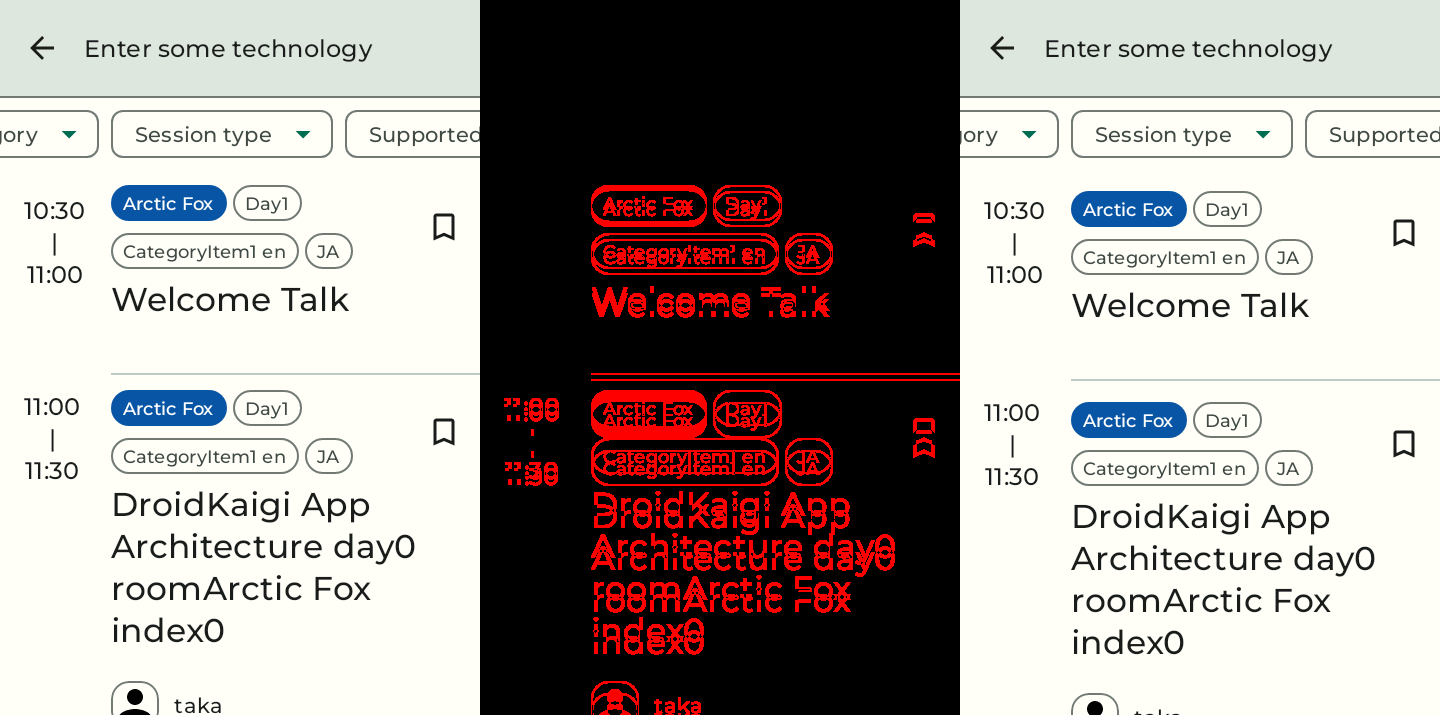 Enter some technology
gory Session type Supported
10:30
|
11:00
Arctic Fox Day1
CategoryItem1 en JA
Welcome Talk
11:00
|
11:30
Arctic Fox Day1
CategoryItem1 en JA
DroidKaigi App
Architecture day0
roomArctic Fox
index0
taka
Arctic Fox Day1
CategoryItem1 en JA
Welcome Talk
11:00
11:30
Arctic Fox Day1
CategoryItem1 en JA
DroidKaigi App
Architecture day0
roomArctic Fox
index0
taka
Enter some technology
gory Session type Supported
10:30
|
11:00
Arctic Fox Day1
CategoryItem1 en JA
Welcome Talk
11:00
|
11:30
Arctic Fox Day1
CategoryItem1 en JA
DroidKaigi App
Architecture day0
roomArctic Fox
index0
taka